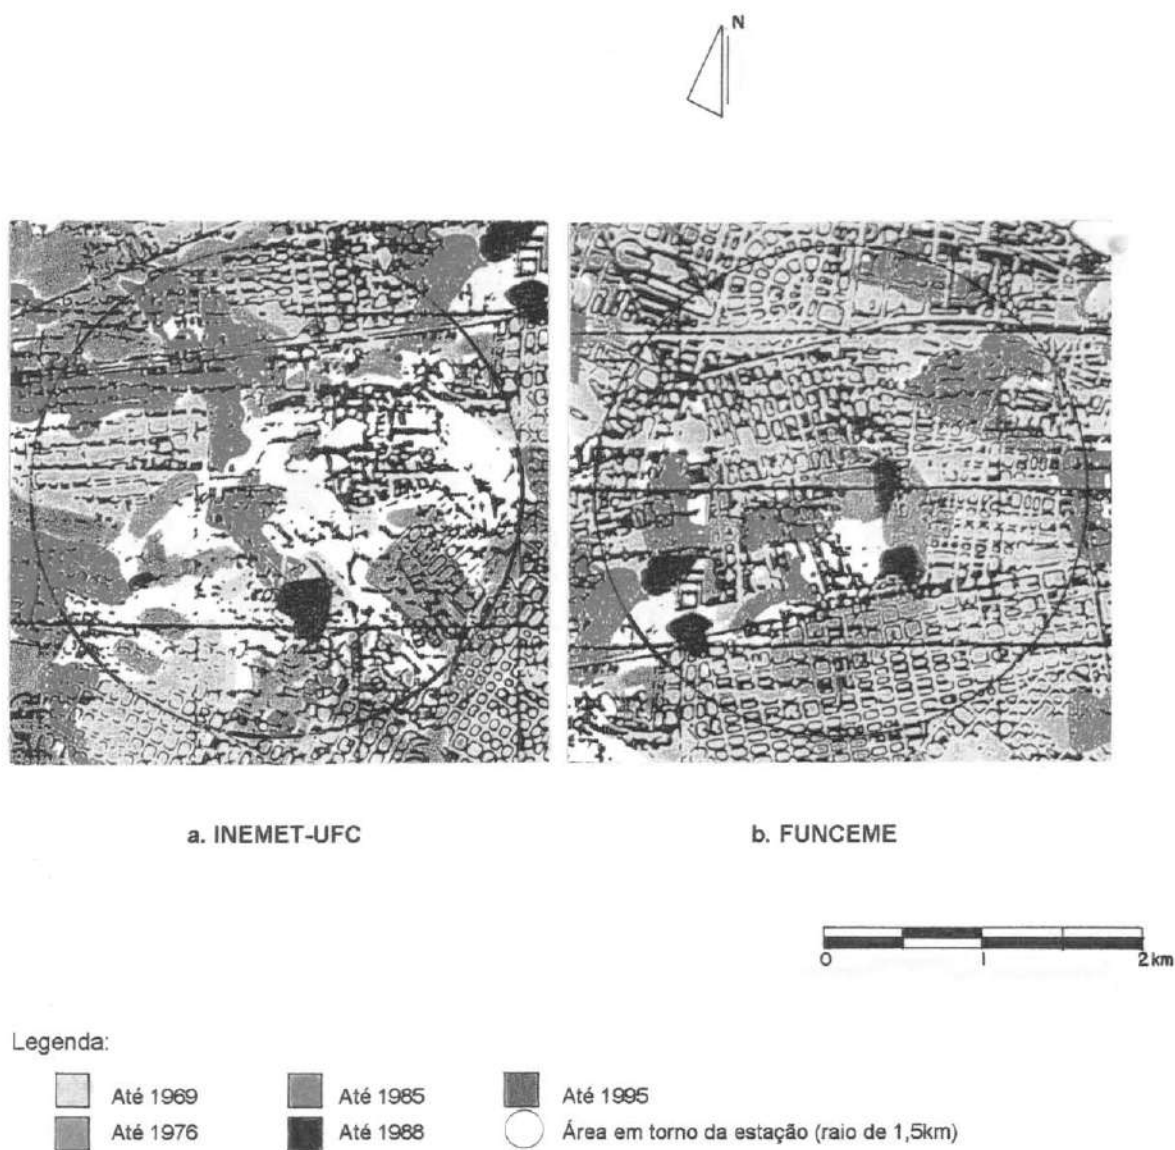 N
a. INEMET-UFC
b. FUNCEME
0 1 2 km
Legenda:
Até 1969
Até 1985
Até 1995
Até 1976
Até 1988
Área em torno da estação (raio de 1,5km)